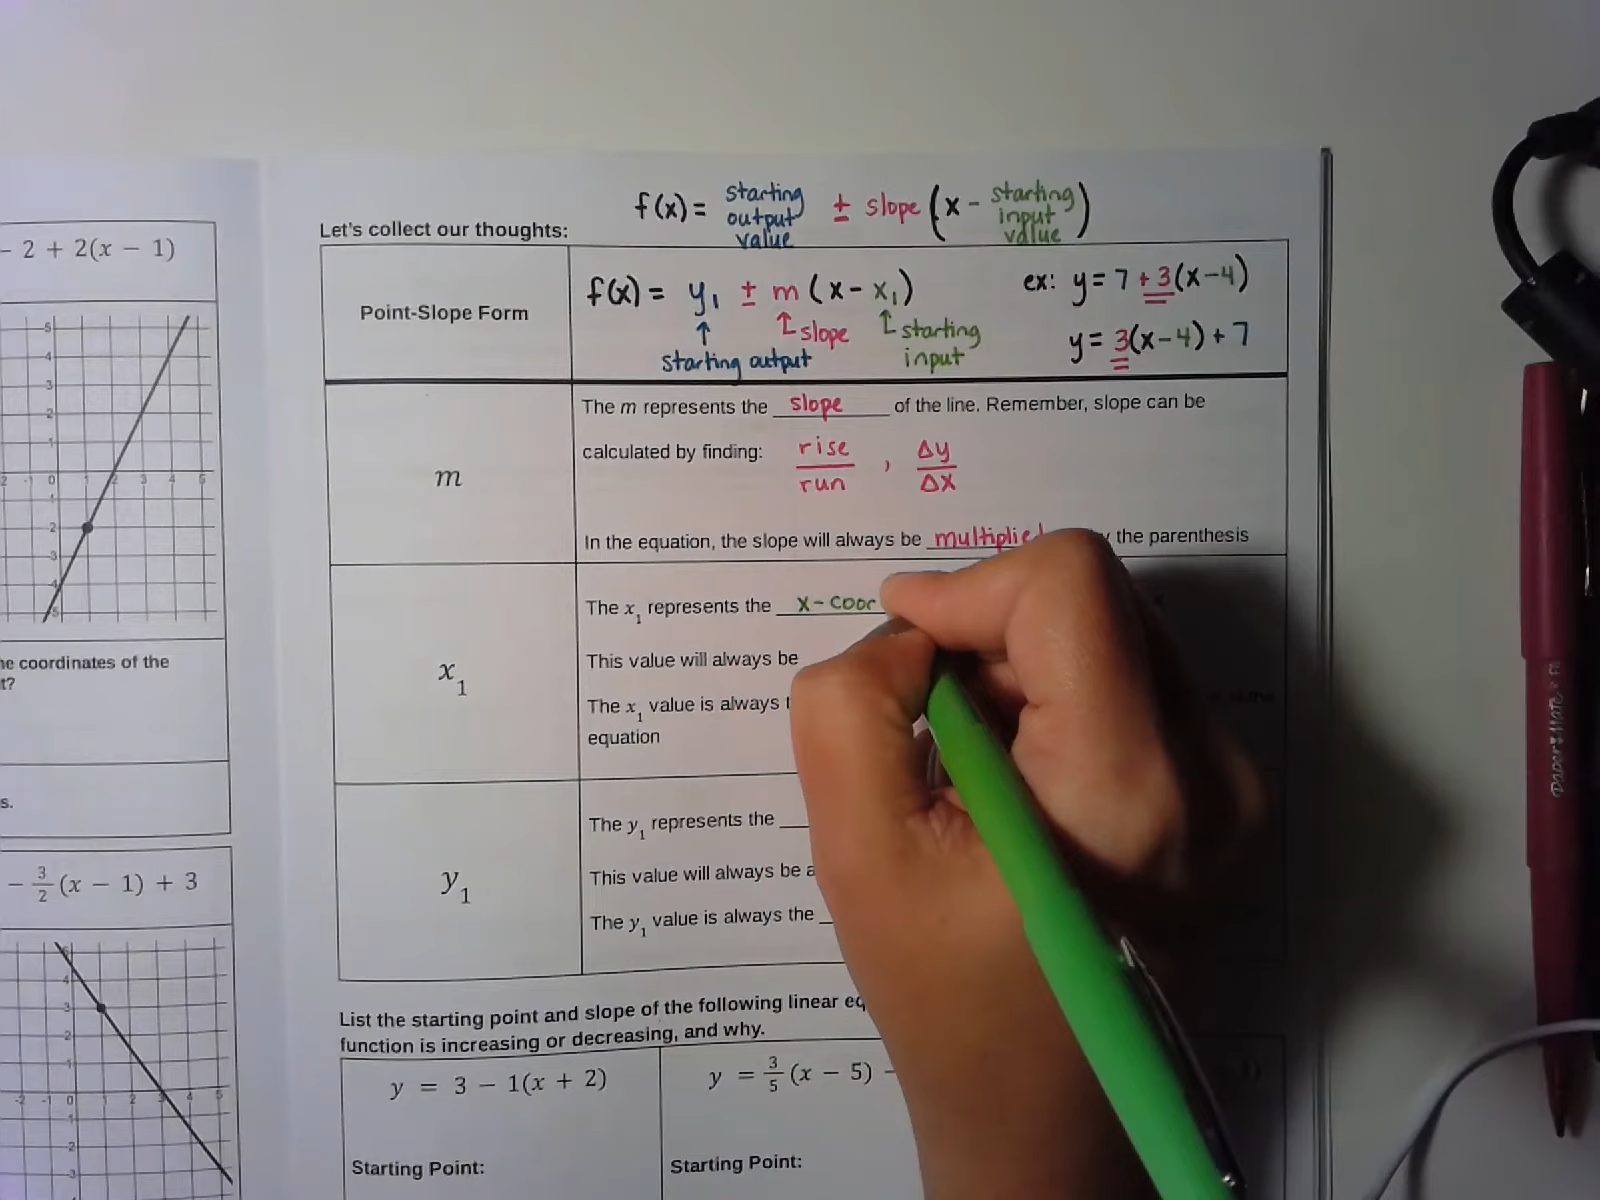 f(x) = starting output value ± slope (x - starting input value)
Let's collect our thoughts:
- 2 + 2(x − 1)
Point-Slope Form
f(x) = y₁ ± m (x - x₁)
↑ starting output
↑ slope
↑ starting input
ex: y = 7 + 3(x-4)
y = 3(x-4) + 7
m
The m represents the slope of the line. Remember, slope can be
calculated by finding: rise/run , Δy/Δx
In the equation, the slope will always be multiplied the parenthesis
x₁
The x₁ represents the x-coor
This value will always be
The x₁ value is always
equation
y₁
The y₁ represents the
This value will always be
The y₁ value is always the
coordinates of the
t?
s.
− 3/2 (x − 1) + 3
List the starting point and slope of the following linear
function is increasing or decreasing, and why.
y = 3 − 1(x + 2)
y = 3/5 (x − 5) −
Starting Point:
Starting Point:
Paper Mate